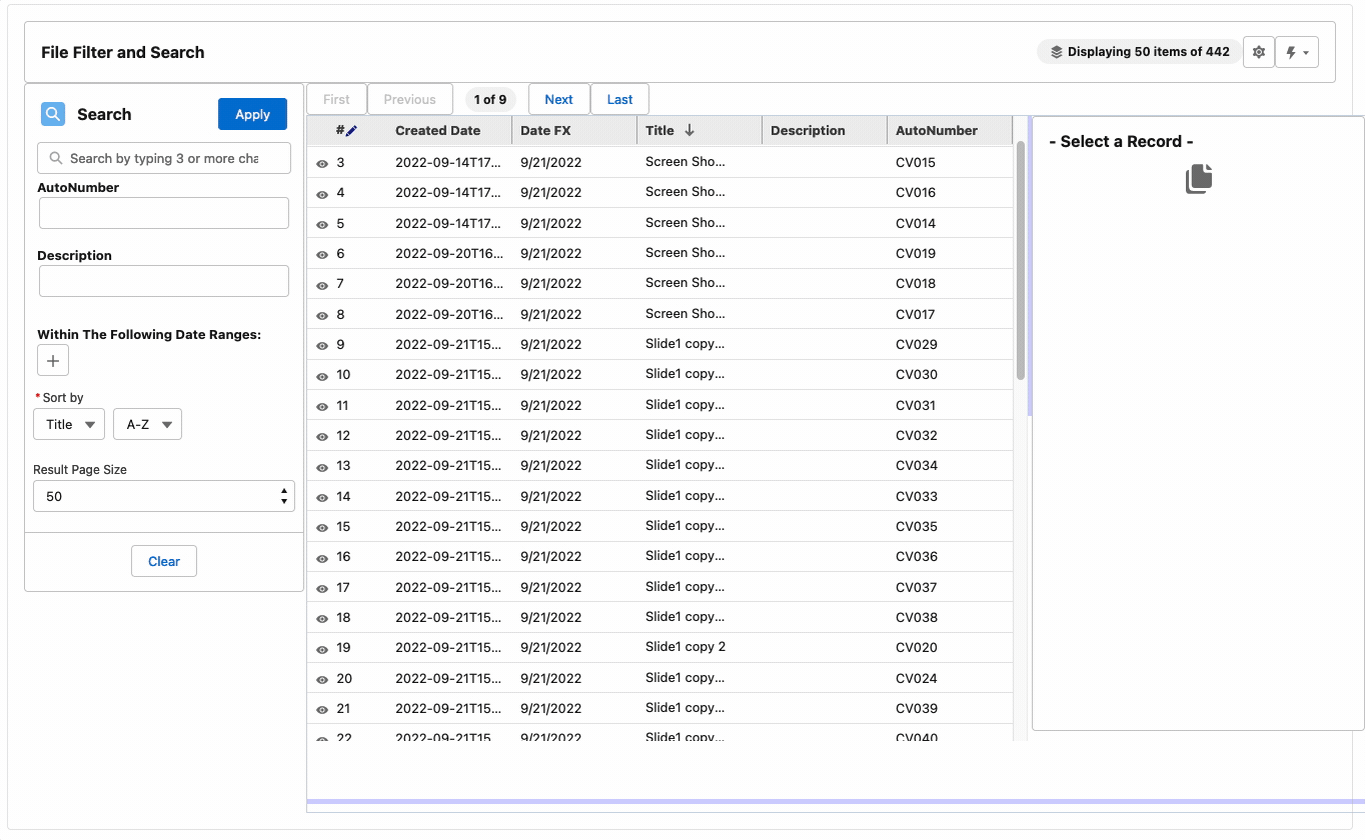 File Filter and Search
Displaying 50 items of 442
Search
Apply
Search by typing 3 or more cha
AutoNumber
Description
Within The Following Date Ranges:
* Sort by
Title
A-Z
Result Page Size
50
Clear
First Previous 1 of 9 Next Last
# Created Date Date FX Title Description AutoNumber
3 2022-09-14T17... 9/21/2022 Screen Sho... CV015
4 2022-09-14T17... 9/21/2022 Screen Sho... CV016
5 2022-09-14T17... 9/21/2022 Screen Sho... CV014
6 2022-09-20T16... 9/21/2022 Screen Sho... CV019
7 2022-09-20T16... 9/21/2022 Screen Sho... CV018
8 2022-09-20T16... 9/21/2022 Screen Sho... CV017
9 2022-09-21T15... 9/21/2022 Slide1 copy... CV029
10 2022-09-21T15... 9/21/2022 Slide1 copy... CV030
11 2022-09-21T15... 9/21/2022 Slide1 copy... CV031
12 2022-09-21T15... 9/21/2022 Slide1 copy... CV032
13 2022-09-21T15... 9/21/2022 Slide1 copy... CV034
14 2022-09-21T15... 9/21/2022 Slide1 copy... CV033
15 2022-09-21T15... 9/21/2022 Slide1 copy... CV035
16 2022-09-21T15... 9/21/2022 Slide1 copy... CV036
17 2022-09-21T15... 9/21/2022 Slide1 copy... CV037
18 2022-09-21T15... 9/21/2022 Slide1 copy... CV038
19 2022-09-21T15... 9/21/2022 Slide1 copy 2 CV020
20 2022-09-21T15... 9/21/2022 Slide1 copy... CV024
21 2022-09-21T15... 9/21/2022 Slide1 copy... CV039
22 2022-09-21T15... 9/21/2022 Slide1 copy... CV040
- Select a Record -